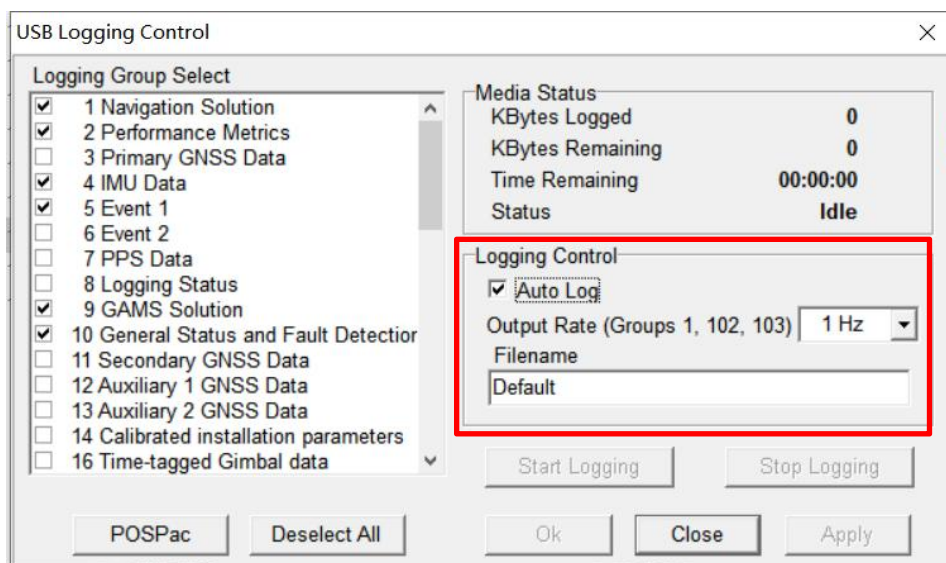 USB Logging Control
Logging Group Select
1 Navigation Solution
2 Performance Metrics
3 Primary GNSS Data
4 IMU Data
5 Event 1
6 Event 2
7 PPS Data
8 Logging Status
9 GAMS Solution
10 General Status and Fault Detection
11 Secondary GNSS Data
12 Auxiliary 1 GNSS Data
13 Auxiliary 2 GNSS Data
14 Calibrated installation parameters
16 Time-tagged Gimbal data
POSPac Deselect All
Media Status
KBytes Logged 0
KBytes Remaining 0
Time Remaining 00:00:00
Status Idle
Logging Control
Auto Log
Output Rate (Groups 1, 102, 103) 1 Hz
Filename
Default
Start Logging Stop Logging
Ok Close Apply